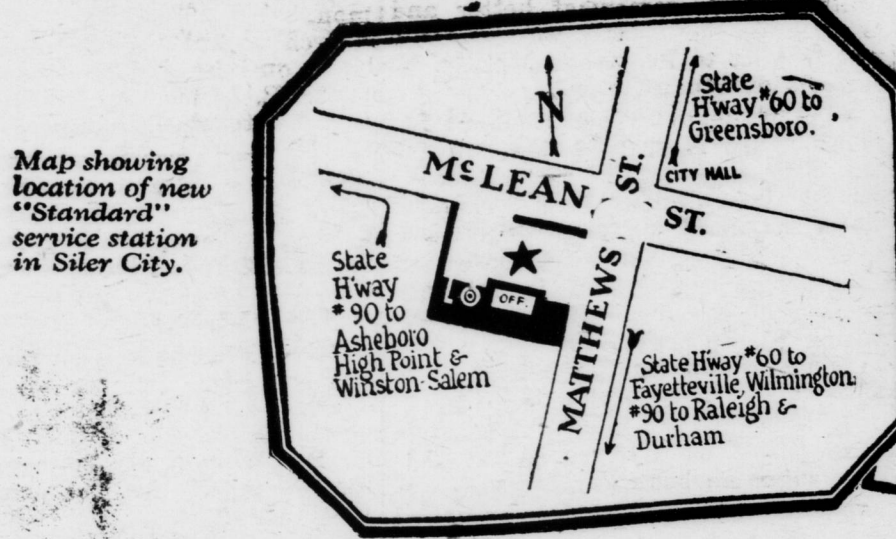 Map showing
location of new
"Standard"
service station
in Siler City.
N
State
H'way #60 to
Greensboro.
CITY HALL
McLEAN ST.
MATTHEWS ST.
OFF.
State
H'way
#90 to
Asheboro
High Point &
Winston-Salem
State H'way #60 to
Fayetteville, Wilmington,
#90 to Raleigh &
Durham